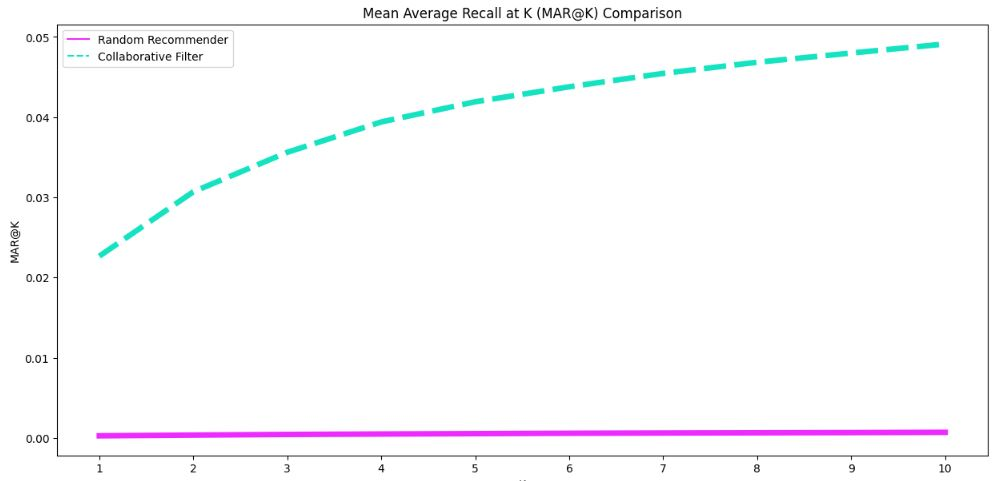 Mean Average Recall at K (MAR@K) Comparison
Random Recommender
Collaborative Filter
0.05
0.04
0.03
0.02
0.01
0.00
MAR@K
1 2 3 4 5 6 7 8 9 10